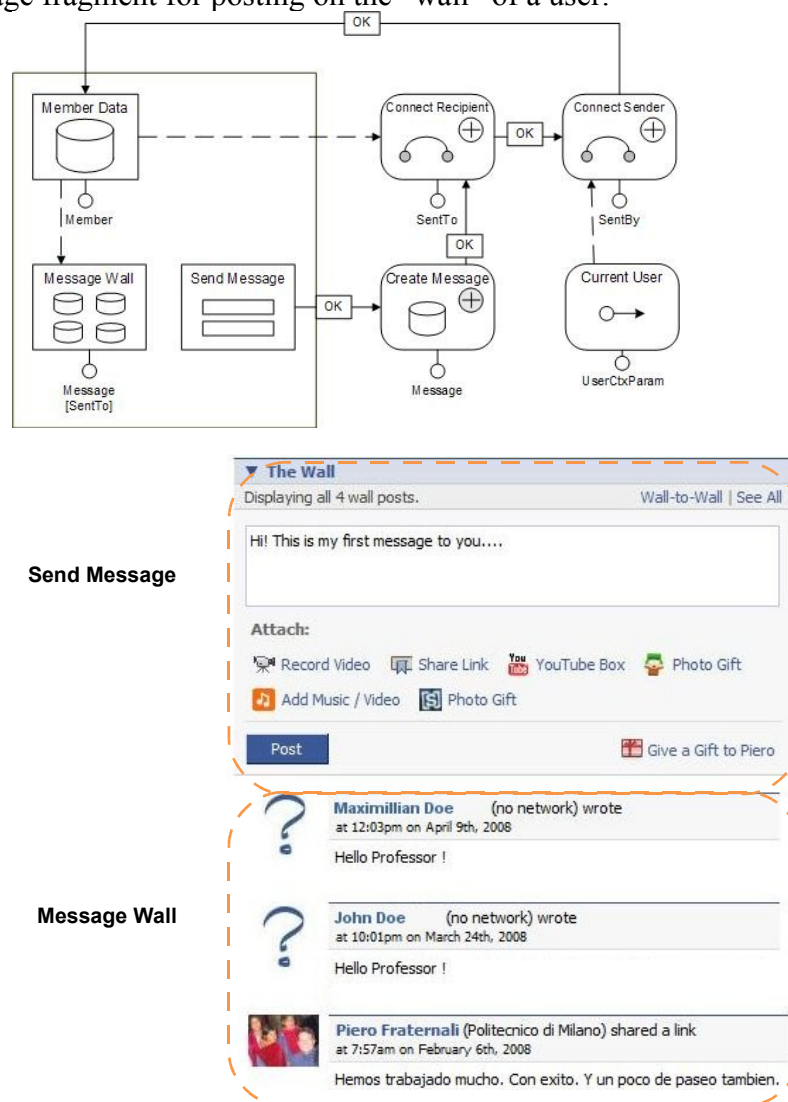 age fragment for posting on the "wall" of a user.
OK
Member Data
Connect Recipient
Connect Sender
OK
Member
SentTo
SentBy
OK
Message Wall
Send Message
Create Message
Current User
OK
Message
[SentTo]
Message
UserCtxParam
The Wall
Displaying all 4 wall posts.
Wall-to-Wall | See All
Hi! This is my first message to you....
Send Message
Attach:
Record Video
Share Link
You
Tube
YouTube Box
Photo Gift
Add Music / Video
Photo Gift
Post
Give a Gift to Piero
Maximillian Doe (no network) wrote
at 12:03pm on April 9th, 2008
Hello Professor !
Message Wall
John Doe (no network) wrote
at 10:01pm on March 24th, 2008
Hello Professor !
Piero Fraternali (Politecnico di Milano) shared a link
at 7:57am on February 6th, 2008
Hemos trabajado mucho. Con exito. Y un poco de paseo tambien.